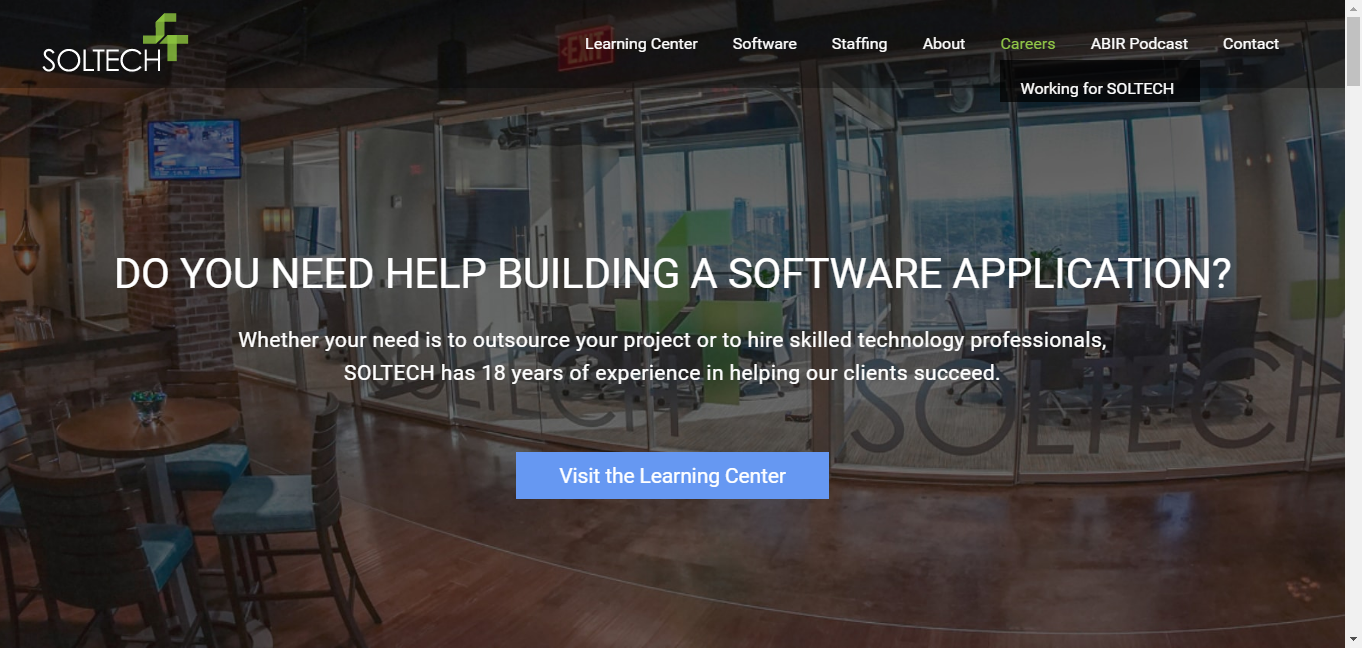 SOLTECH
Learning Center Software Staffing About Careers ABIR Podcast Contact
EXIT
Working for SOLTECH
DO YOU NEED HELP BUILDING A SOFTWARE APPLICATION?
Whether your need is to outsource your project or to hire skilled technology professionals,
SOLTECH has 18 years of experience in helping our clients succeed.
SOLTECH SOLTECH
Visit the Learning Center